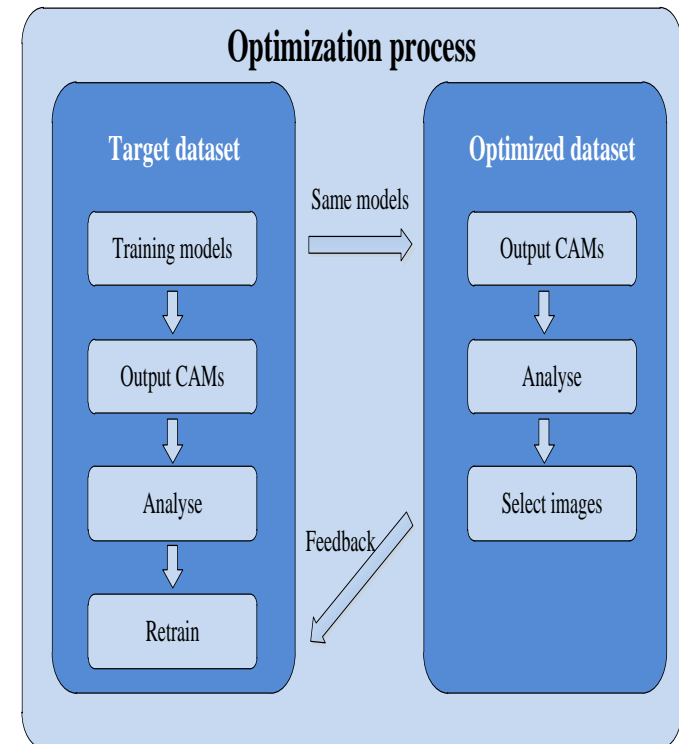 Optimization process
Target dataset
Training models
Output CAMs
Analyse
Retrain
Same models
Feedback
Optimized dataset
Output CAMs
Analyse
Select images